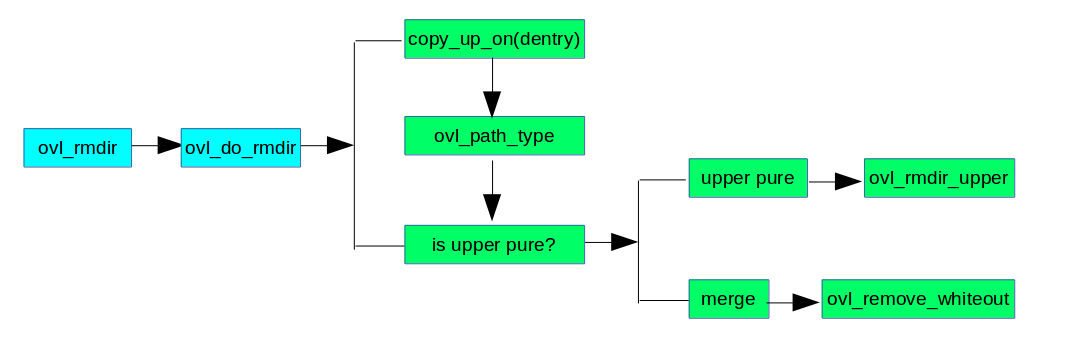 ovl_rmdir
ovl_do_rmdir
copy_up_on(dentry)
ovl_path_type
is upper pure?
upper pure
ovl_rmdir_upper
merge
ovl_remove_whiteout